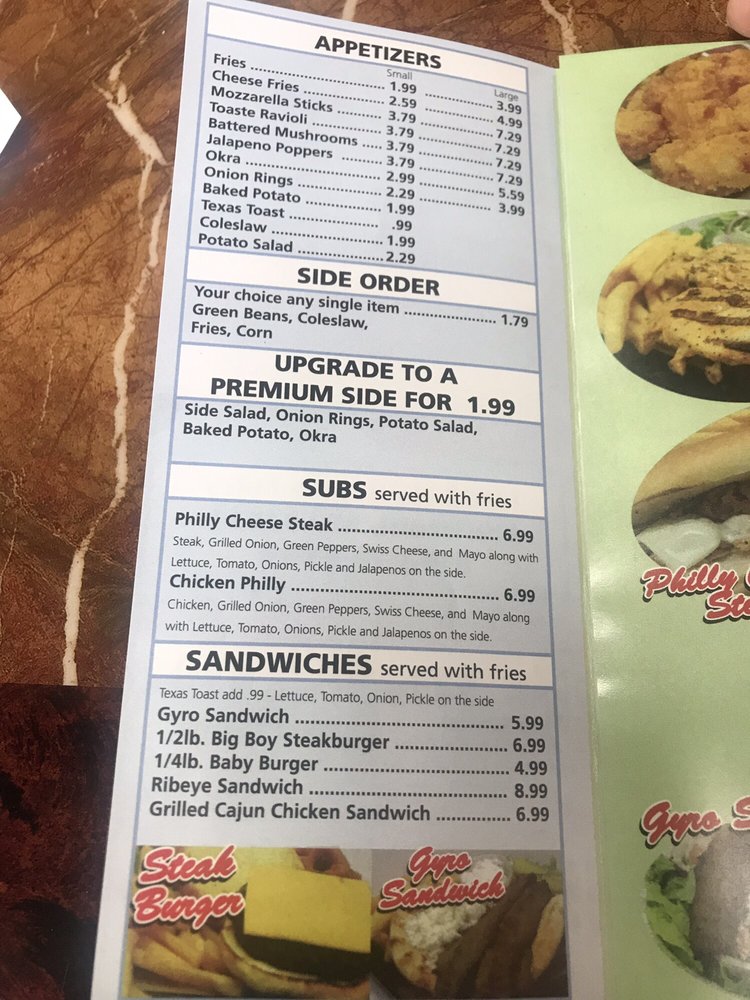 APPETIZERS
Small Large
Fries ........ 1.99 ........ 3.99
Cheese Fries ........ 2.59 ........ 4.99
Mozzarella Sticks ........ 3.79 ........ 7.29
Toaste Ravioli ........ 3.79 ........ 7.29
Battered Mushrooms ..... 3.79 ........ 7.29
Jalapeno Poppers ........ 3.79 ........ 7.29
Okra ........ 2.99 ........ 5.59
Onion Rings ........ 2.29 ........ 3.99
Baked Potato ........ 1.99
Texas Toast ........ .99
Coleslaw ........ 1.99
Potato Salad ........ 2.29
SIDE ORDER
Your choice any single item ........ 1.79
Green Beans, Coleslaw,
Fries, Corn
UPGRADE TO A
PREMIUM SIDE FOR 1.99
Side Salad, Onion Rings, Potato Salad,
Baked Potato, Okra
SUBS served with fries
Philly Cheese Steak ........ 6.99
Steak, Grilled Onion, Green Peppers, Swiss Cheese, and Mayo along with
Lettuce, Tomato, Onions, Pickle and Jalapenos on the side.
Chicken Philly ........ 6.99
Chicken, Grilled Onion, Green Peppers, Swiss Cheese, and Mayo along
with Lettuce, Tomato, Onions, Pickle and Jalapenos on the side.
SANDWICHES served with fries
Texas Toast add .99 - Lettuce, Tomato, Onion, Pickle on the side
Gyro Sandwich ........ 5.99
1/2lb. Big Boy Steakburger ........ 6.99
1/4lb. Baby Burger ........ 4.99
Ribeye Sandwich ........ 8.99
Grilled Cajun Chicken Sandwich ........ 6.99
Steak
Burger
Gyro
Sandwich
Philly
Gyro